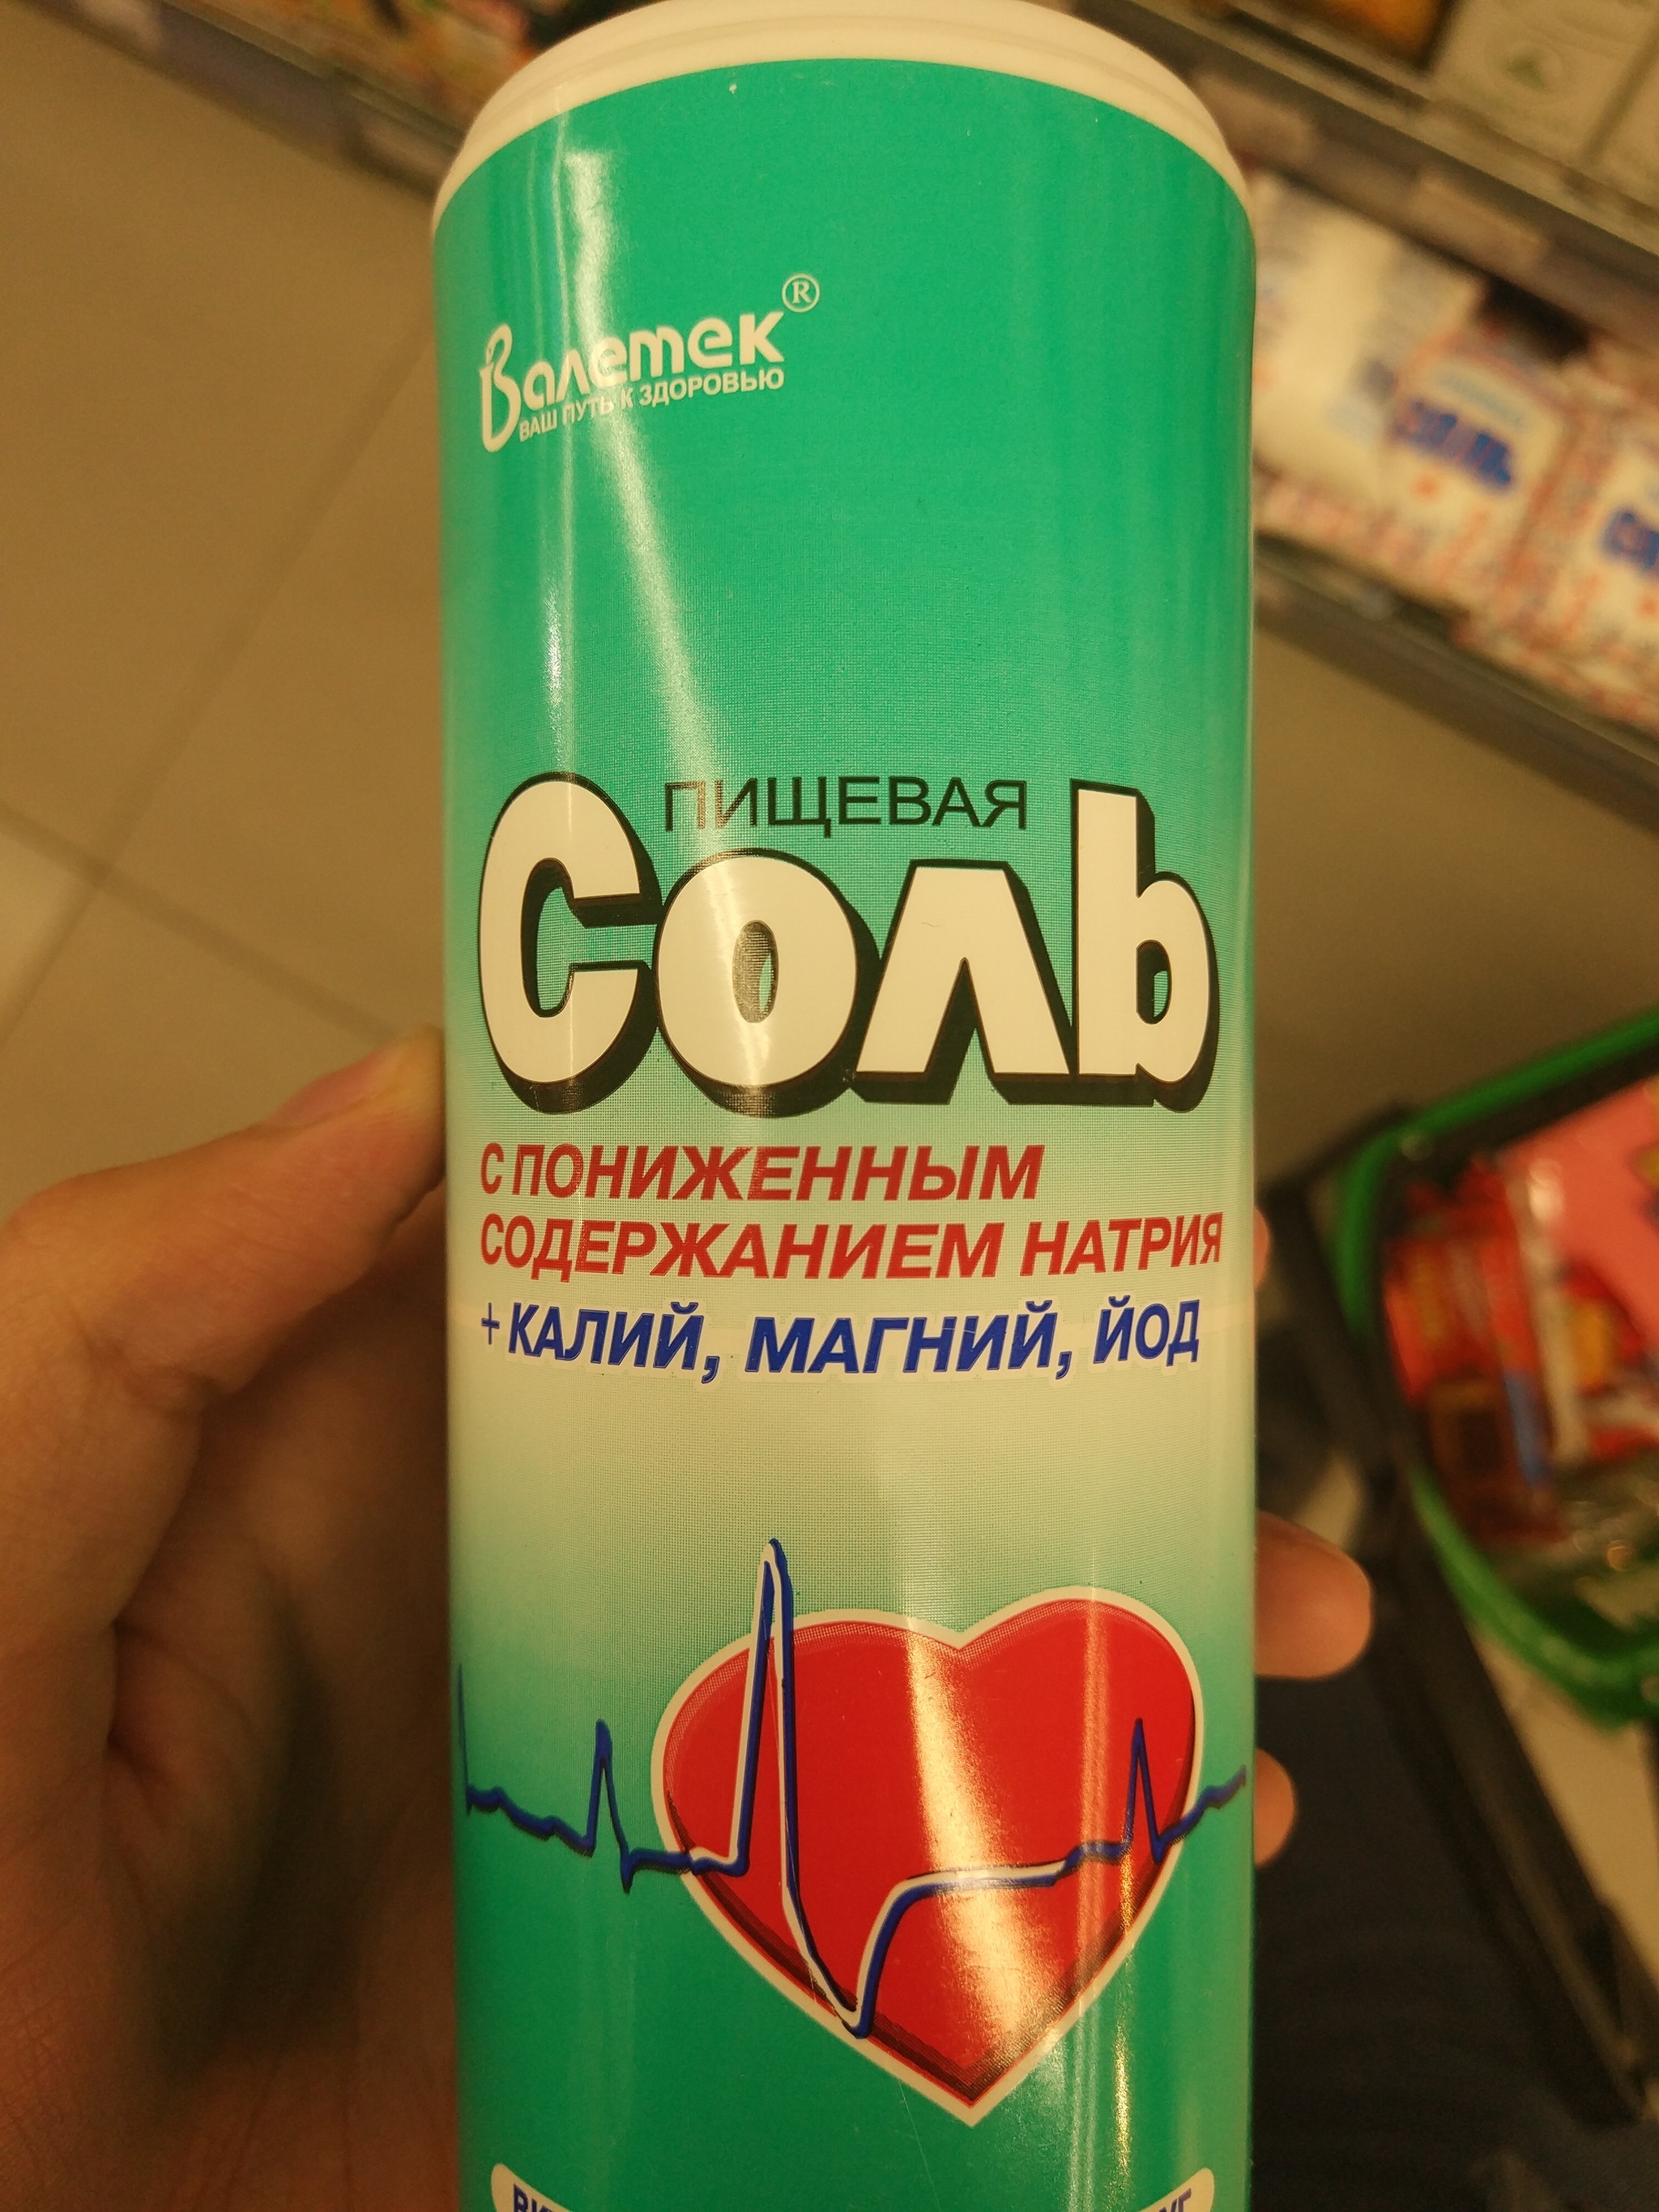 Валетек®
ВАШ ПУТЬ К ЗДОРОВЬЮ
ПИЩЕВАЯ
Соль
С ПОНИЖЕННЫМ
СОДЕРЖАНИЕМ НАТРИЯ
+ КАЛИЙ, МАГНИЙ, ЙОД